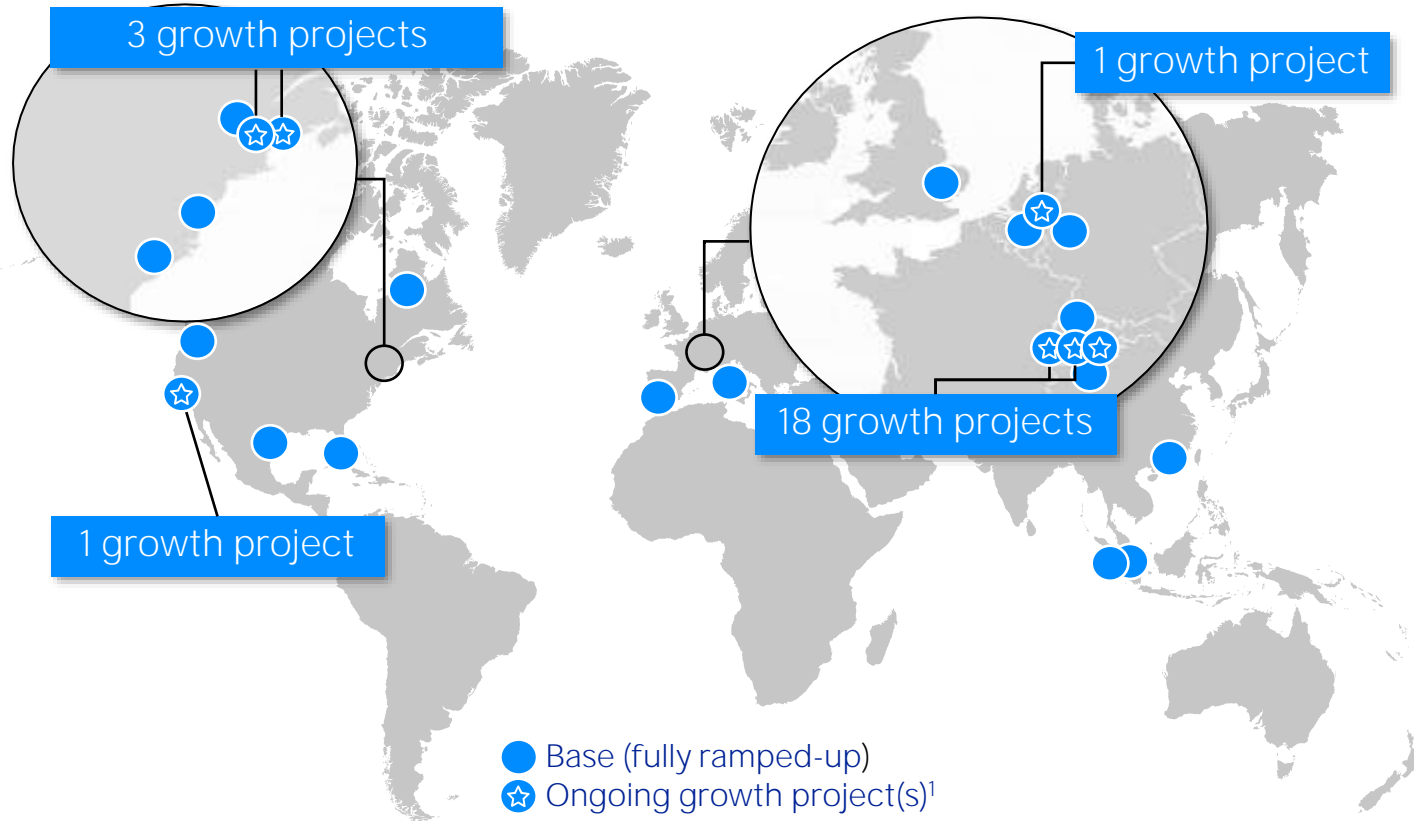 3 growth projects
1 growth project
18 growth projects
1 growth project
Base (fully ramped-up)
Ongoing growth project(s)¹